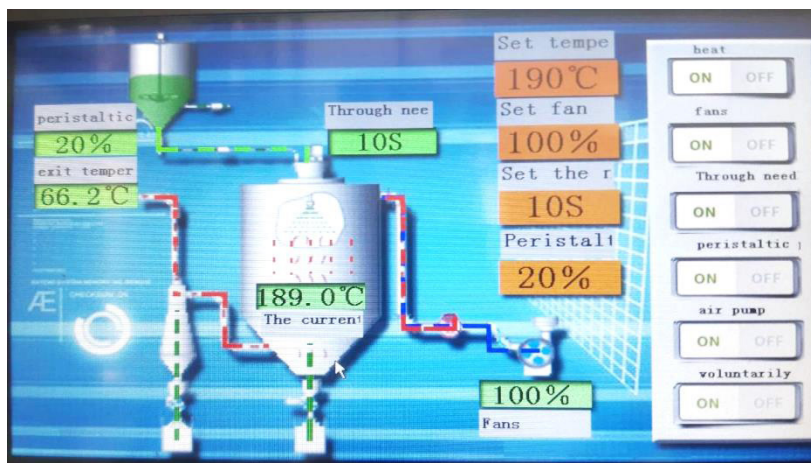 peristaltic
20%
exit temper
66.2℃
Through nee
10S
189.0℃
The current
100%
Fans
Set tempe
190℃
Set fan
100%
Set the r
10S
Peristalt
20%
heat
ON OFF
fans
ON OFF
Through need
ON OFF
peristaltic p
ON OFF
air pump
ON OFF
voluntarily
ON OFF
Æ
CHECKSUM_OK